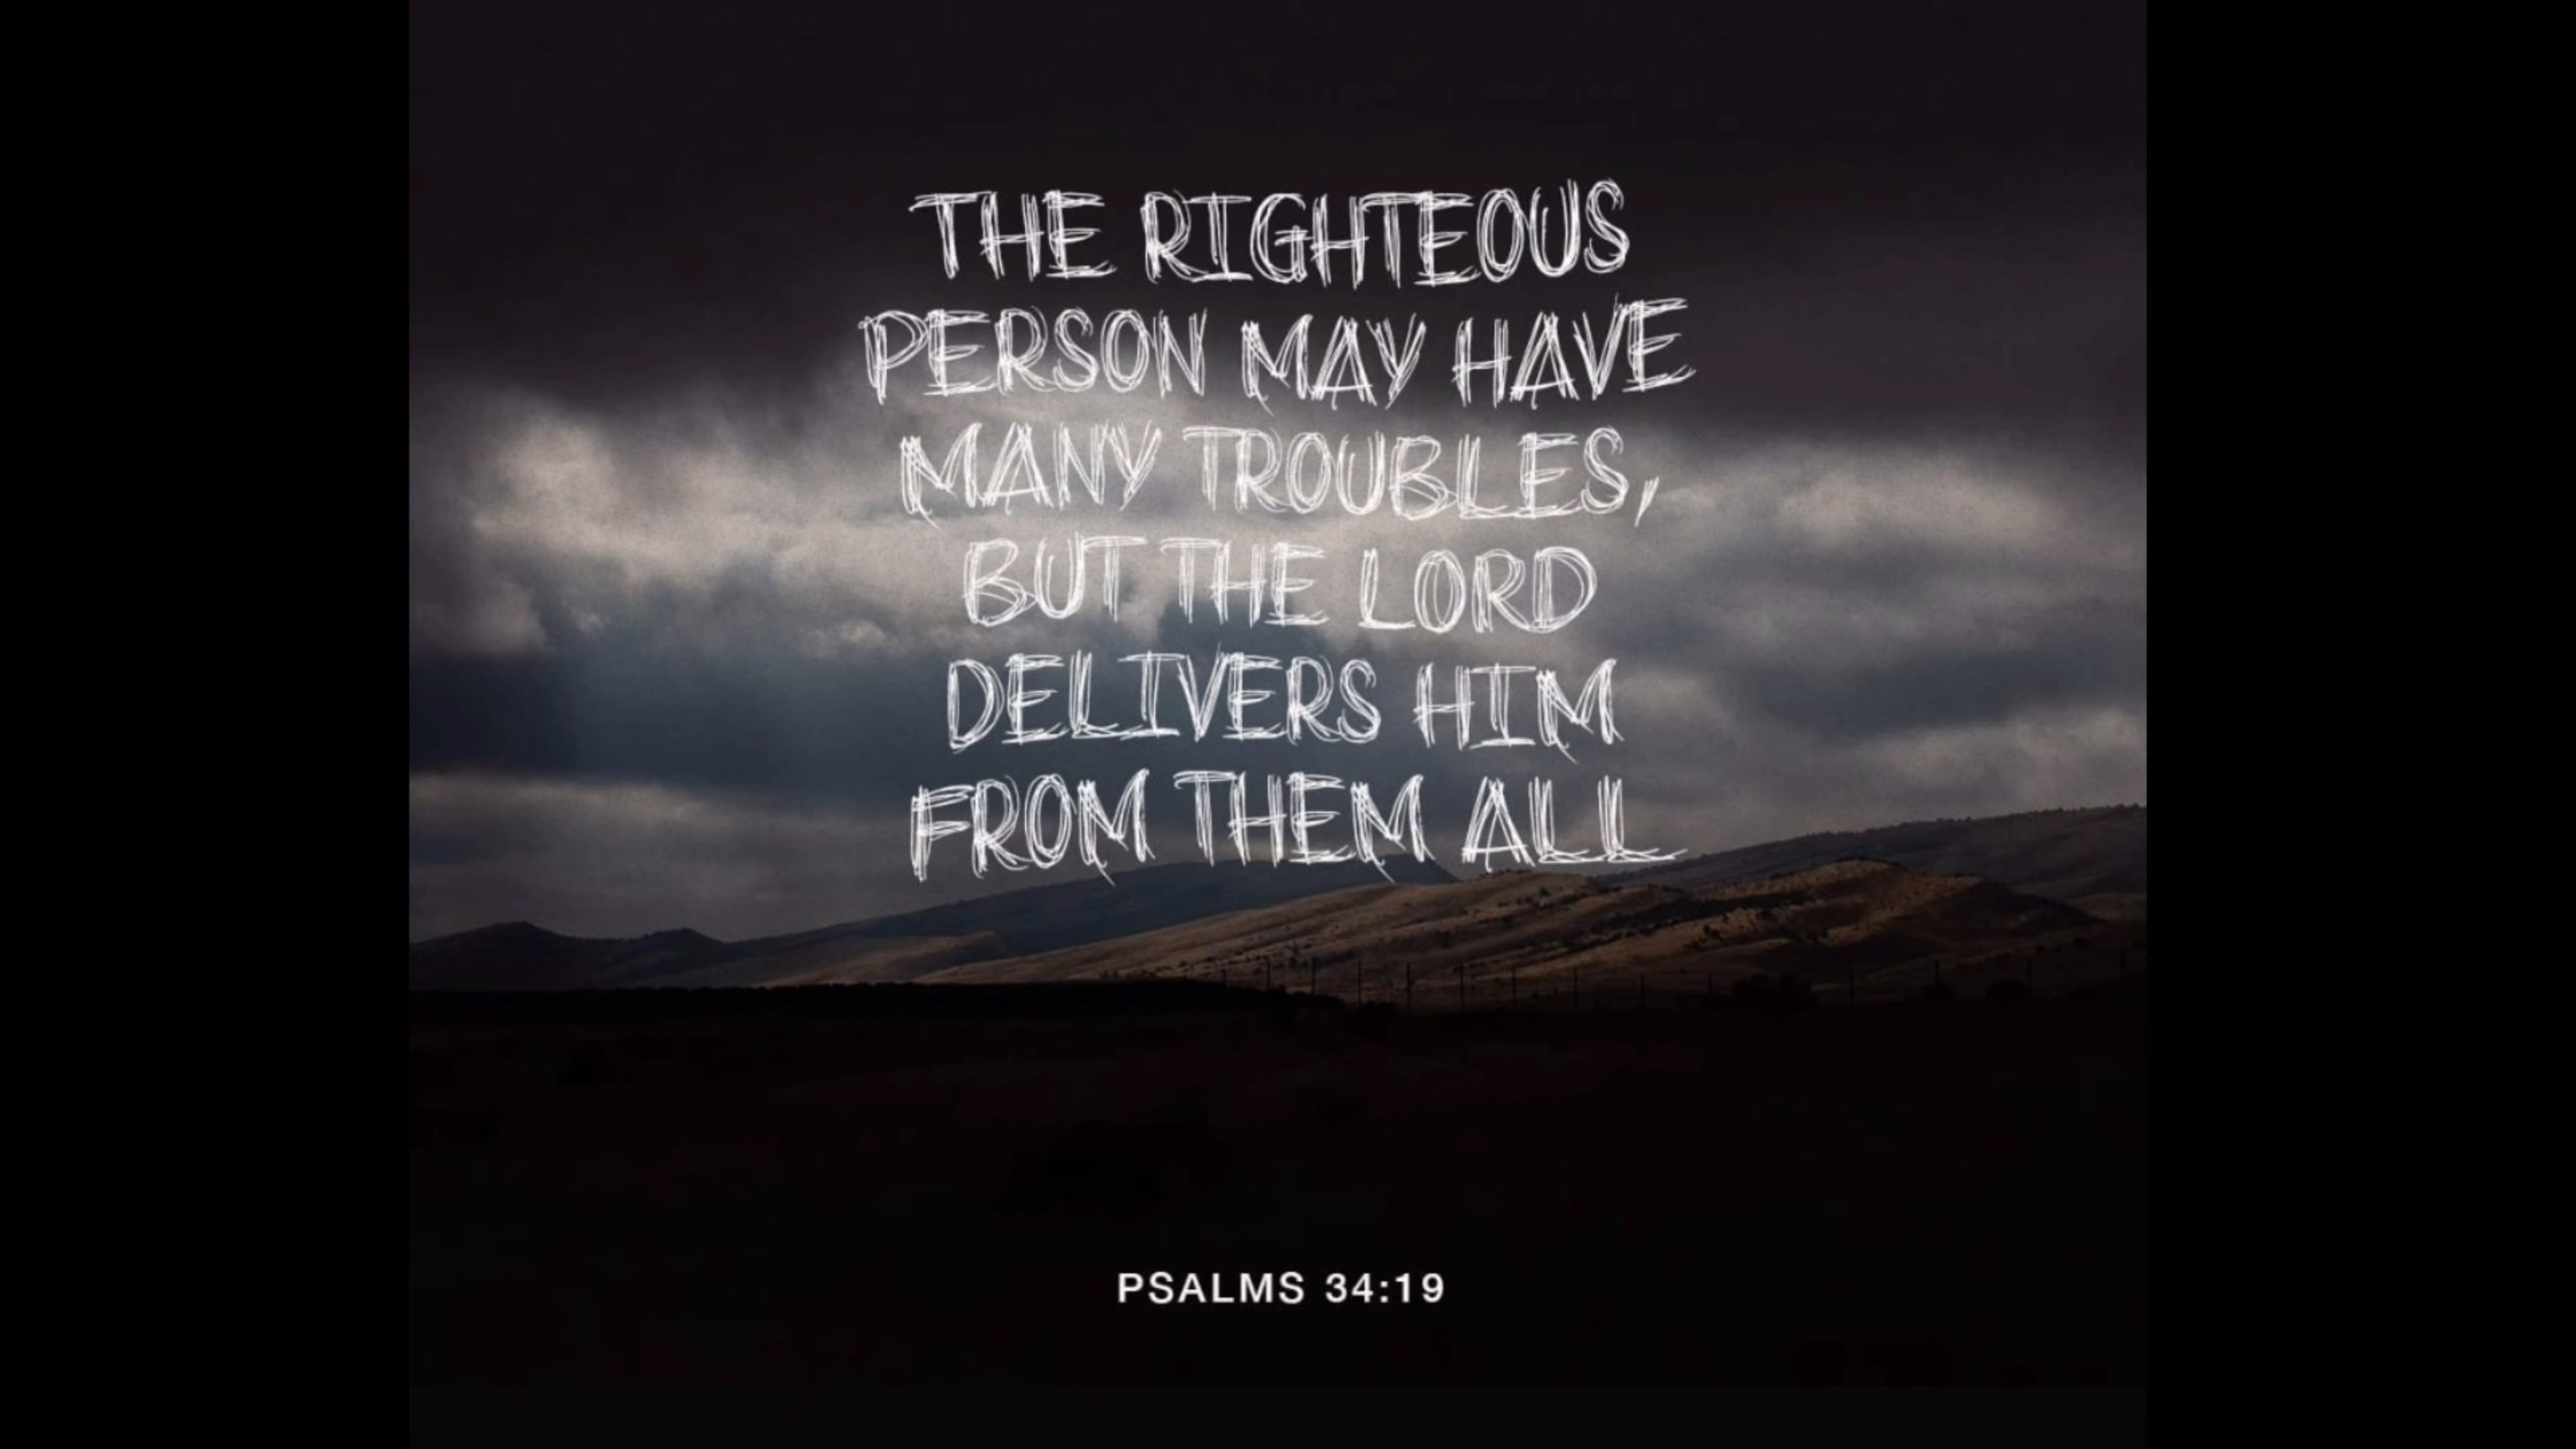 THE RIGHTEOUS
PERSON MAY HAVE
MANY TROUBLES,
BUT THE LORD
DELIVERS HIM
FROM THEM ALL
PSALMS 34:19